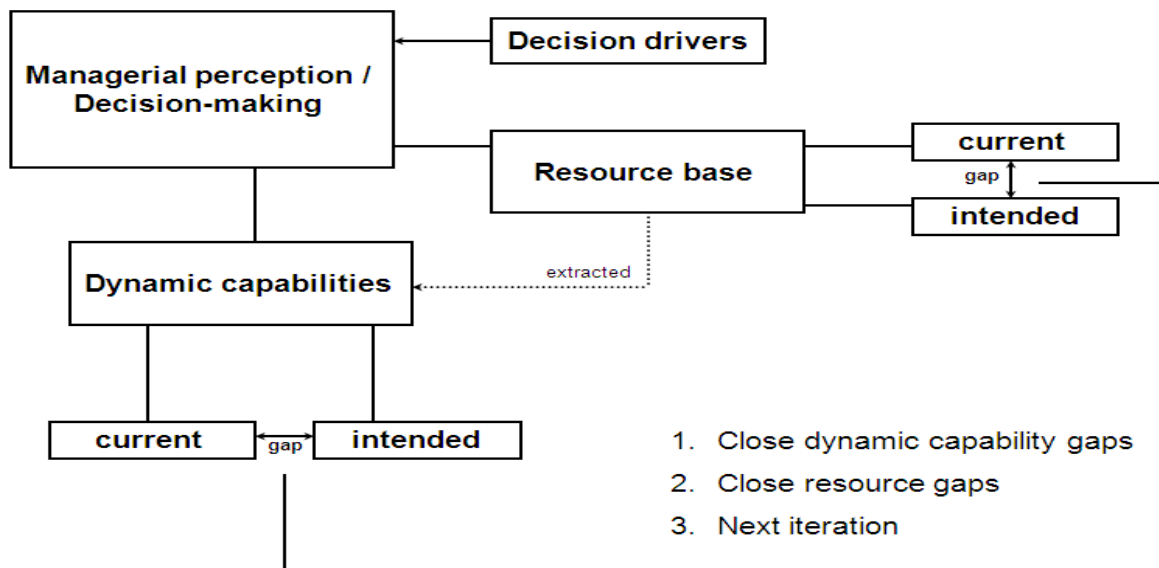 Decision drivers
Managerial perception /
Decision-making
current
Resource base
gap
intended
extracted
Dynamic capabilities
current
gap
intended
1. Close dynamic capability gaps
2. Close resource gaps
3. Next iteration